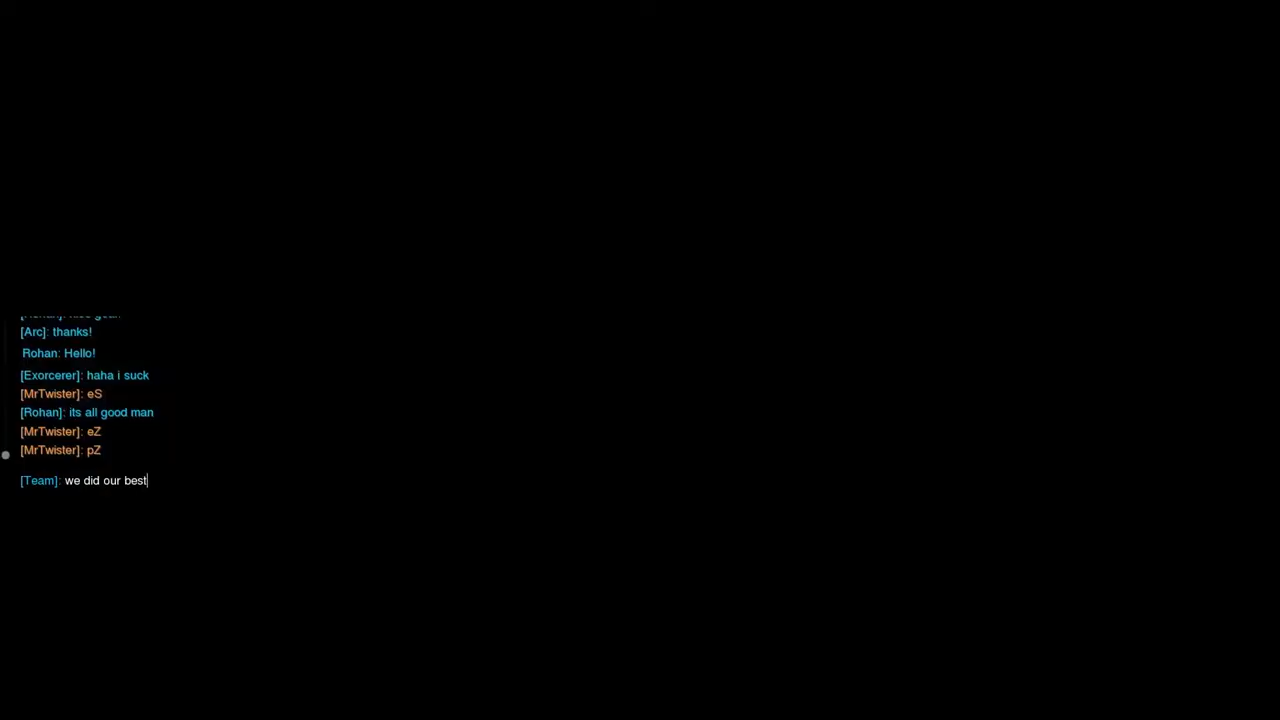 [Arc]: thanks!
Rohan: Hello!
[Exorcerer]: haha i suck
[MrTwister]: eS
[Rohan]: its all good man
[MrTwister]: eZ
[MrTwister]: pZ
[Team]: we did our best